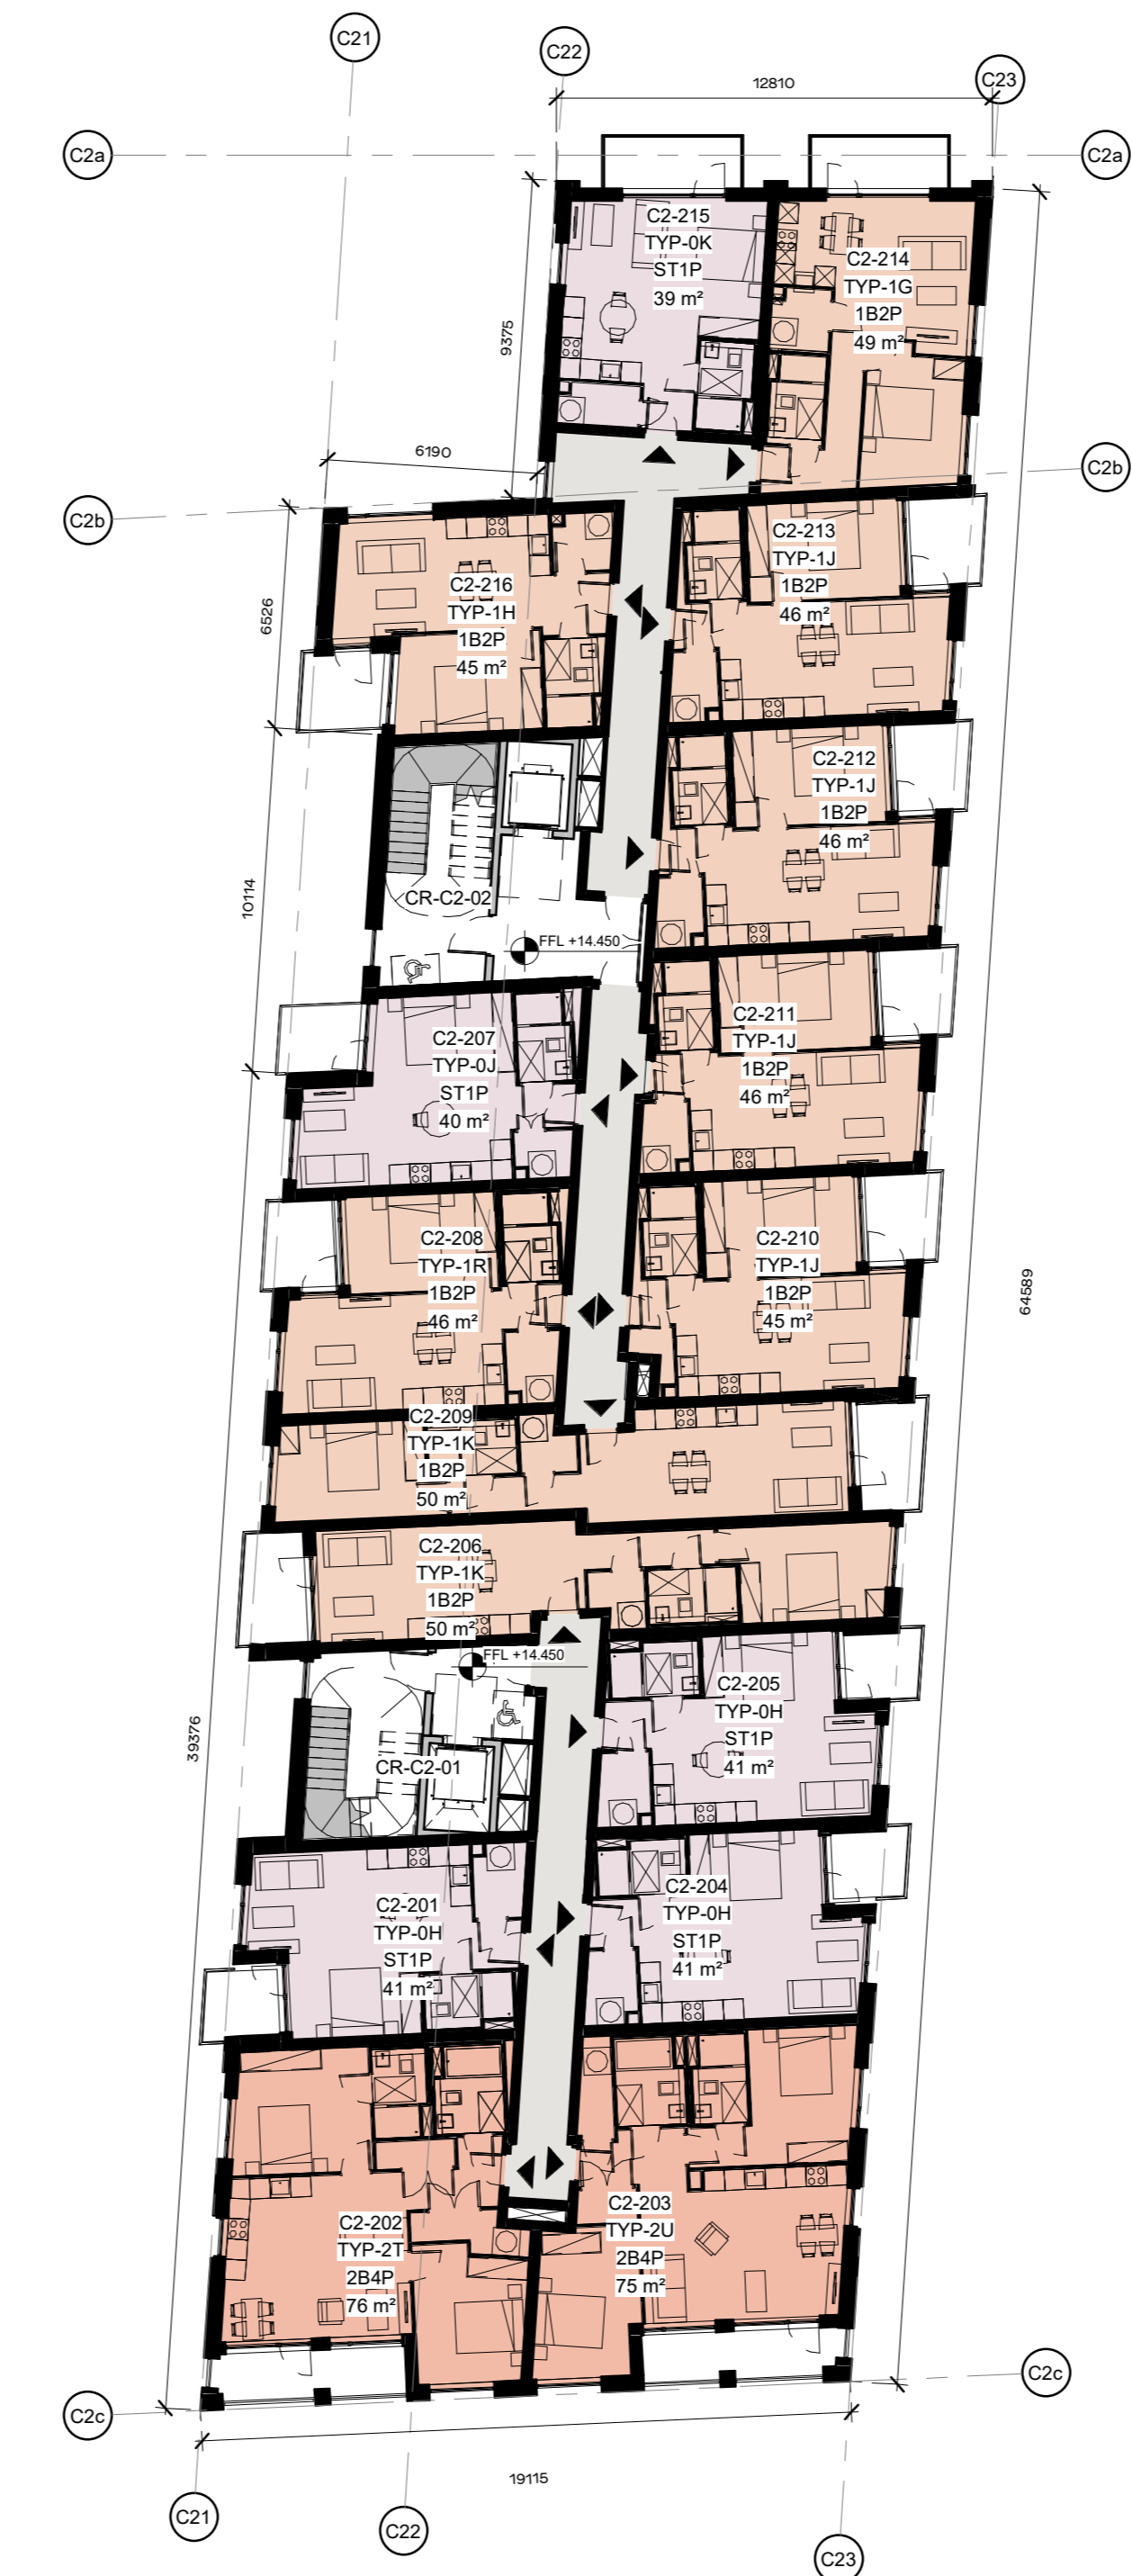 C21
C22
12810
C23
C2a
C2a
C2-215
TYP-0K
ST1P
39 m²
C2-214
TYP-1G
1B2P
49 m²
9375
6190
C2b
C2b
C2-213
TYP-1J
1B2P
46 m²
C2-216
TYP-1H
1B2P
45 m²
6526
C2-212
TYP-1J
1B2P
46 m²
10114
CR-C2-02
FFL +14.450
C2-211
TYP-1J
1B2P
46 m²
C2-207
TYP-0J
ST1P
40 m²
C2-208
TYP-1R
1B2P
46 m²
C2-210
TYP-1J
1B2P
45 m²
64589
C2-209
TYP-1K
1B2P
50 m²
C2-206
TYP-1K
1B2P
50 m²
FFL +14.450
C2-205
TYP-0H
ST1P
41 m²
39376
CR-C2-01
C2-204
TYP-0H
ST1P
41 m²
C2-201
TYP-0H
ST1P
41 m²
C2-203
TYP-2U
2B4P
75 m²
C2-202
TYP-2T
2B4P
76 m²
C2c
C2c
19115
C21
C22
C23